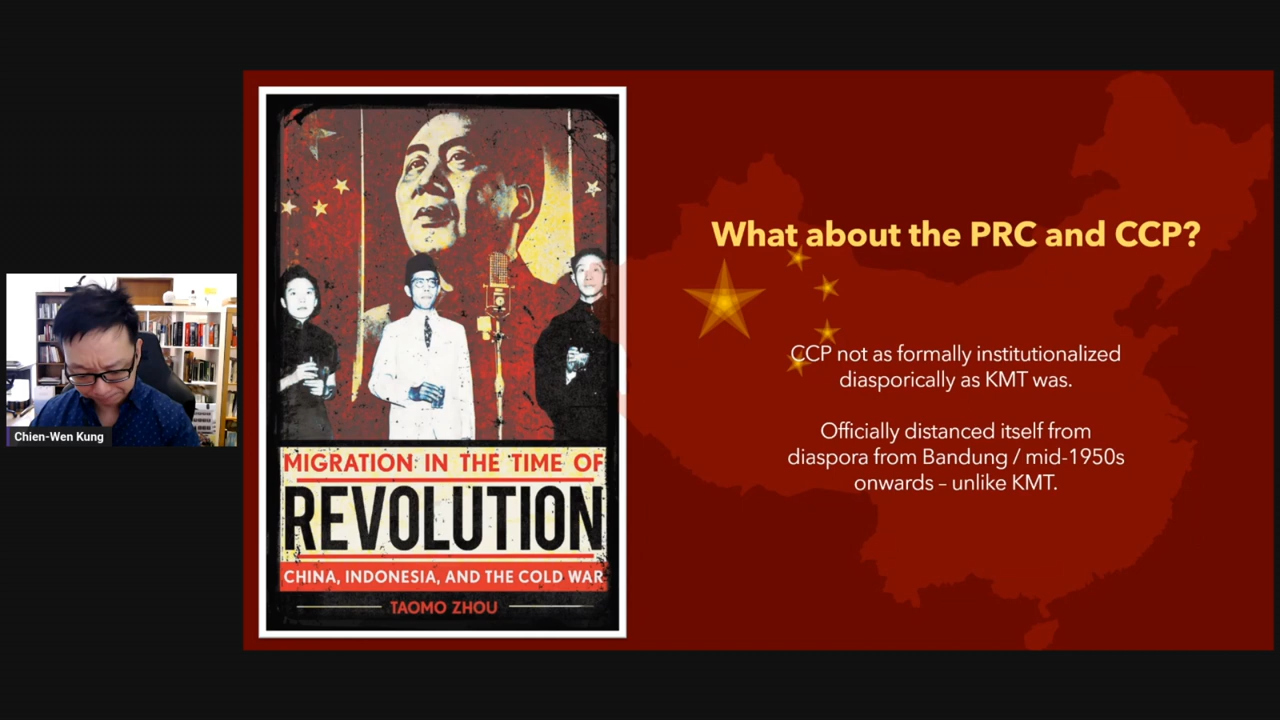 What about the PRC and CCP?
CCP not as formally institutionalized
diasporically as KMT was.
Officially distanced itself from
diaspora from Bandung / mid-1950s
onwards – unlike KMT.
MIGRATION IN THE TIME OF
REVOLUTION
CHINA, INDONESIA, AND THE COLD WAR
TAOMO ZHOU
Chien-Wen Kung